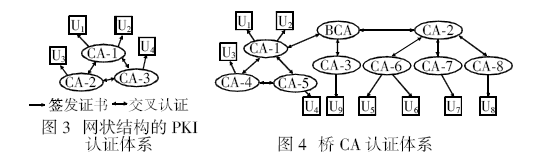 U1
U2
U3
U4
CA-1
CA-2
CA-3
签发证书
交叉认证
图 3 网状结构的 PKI
认证体系
U1
U2
BCA
CA-2
U3
CA-1
CA-4
CA-5
CA-3
CA-6
CA-7
CA-8
U4
U9
U5
U6
U7
U8
图 4 桥 CA 认证体系